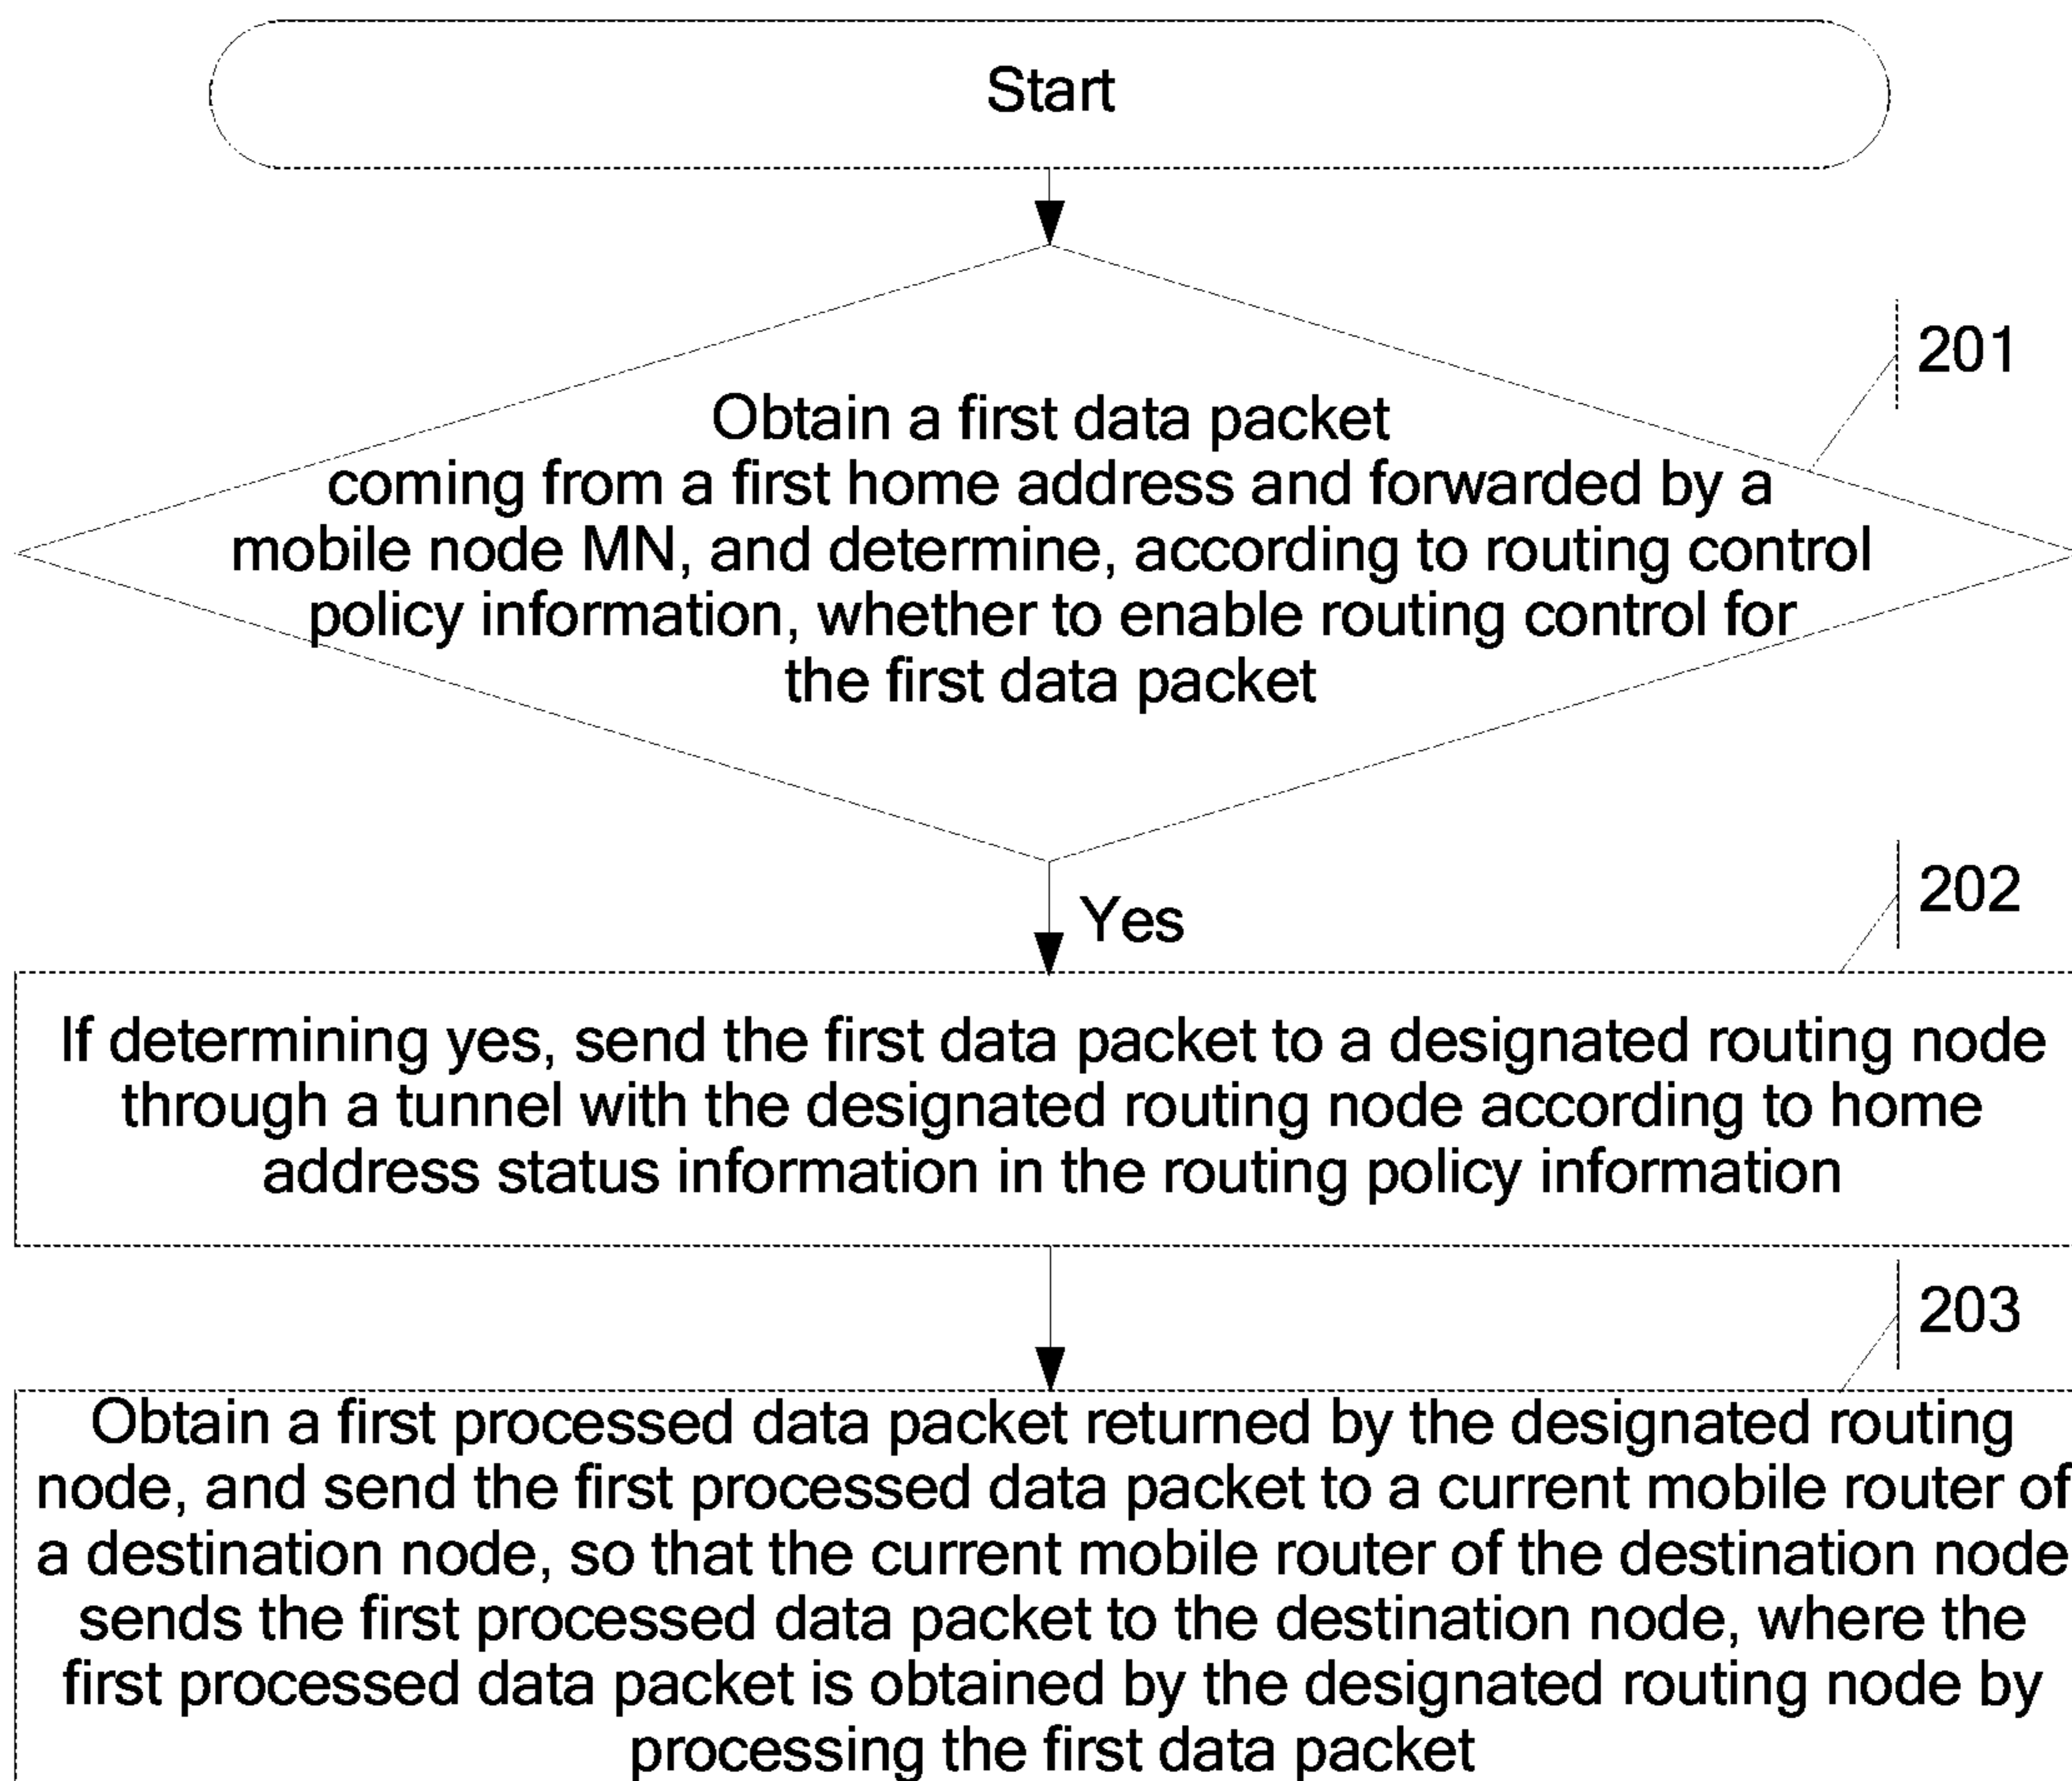 Start
201
Obtain a first data packet
coming from a first home address and forwarded by a
mobile node MN, and determine, according to routing control
policy information, whether to enable routing control for
the first data packet
202
Yes
If determining yes, send the first data packet to a designated routing node
through a tunnel with the designated routing node according to home
address status information in the routing policy information
203
Obtain a first processed data packet returned by the designated routing
node, and send the first processed data packet to a current mobile router of
a destination node, so that the current mobile router of the destination node
sends the first processed data packet to the destination node, where the
first processed data packet is obtained by the designated routing node by
processing the first data packet